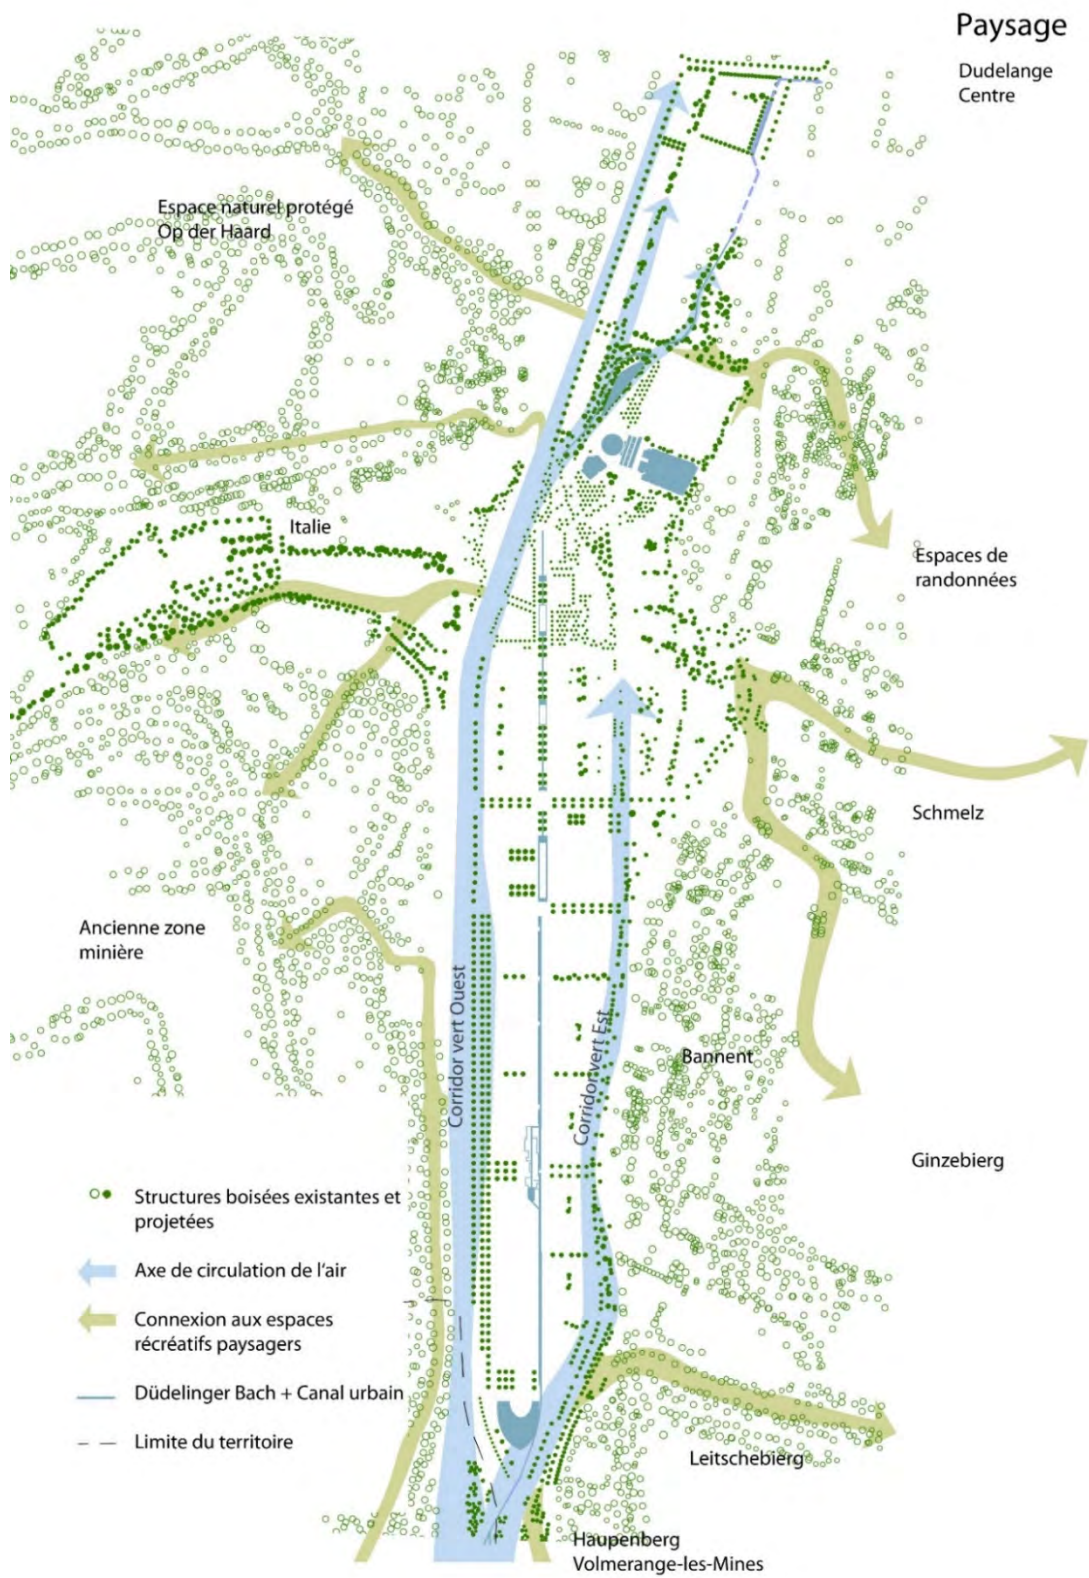 Paysage
Dudelange
Centre
Espace naturel protégé
Op der Haard
Italie
Espaces de
randonnées
Schmelz
Ancienne zone
minière
Corridor vert Ouest
Corridor vert Est
Bannent
Ginzebierg
Structures boisées existantes et
projetées
Axe de circulation de l'air
Connexion aux espaces
récréatifs paysagers
Düdelinger Bach + Canal urbain
Limite du territoire
Leitschebierg
Haupenberg
Volmerange-les-Mines